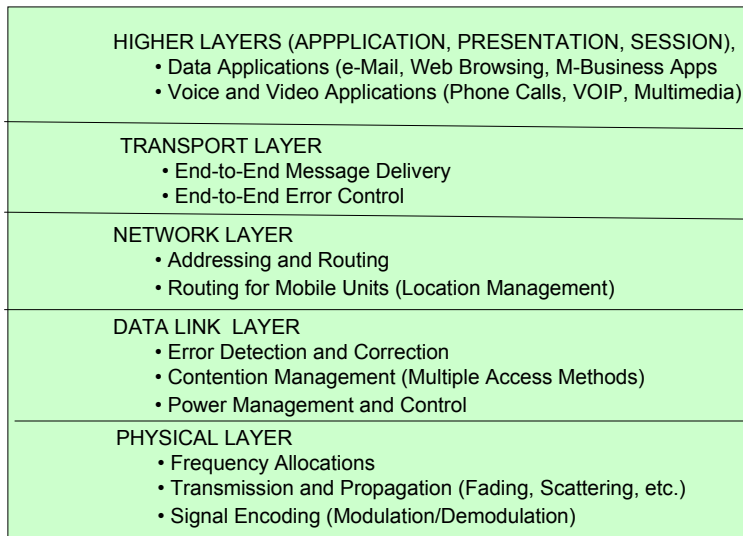 HIGHER LAYERS (APPPLICATION, PRESENTATION, SESSION),
• Data Applications (e-Mail, Web Browsing, M-Business Apps
• Voice and Video Applications (Phone Calls, VOIP, Multimedia)
TRANSPORT LAYER
• End-to-End Message Delivery
• End-to-End Error Control
NETWORK LAYER
• Addressing and Routing
• Routing for Mobile Units (Location Management)
DATA LINK LAYER
• Error Detection and Correction
• Contention Management (Multiple Access Methods)
• Power Management and Control
PHYSICAL LAYER
• Frequency Allocations
• Transmission and Propagation (Fading, Scattering, etc.)
• Signal Encoding (Modulation/Demodulation)